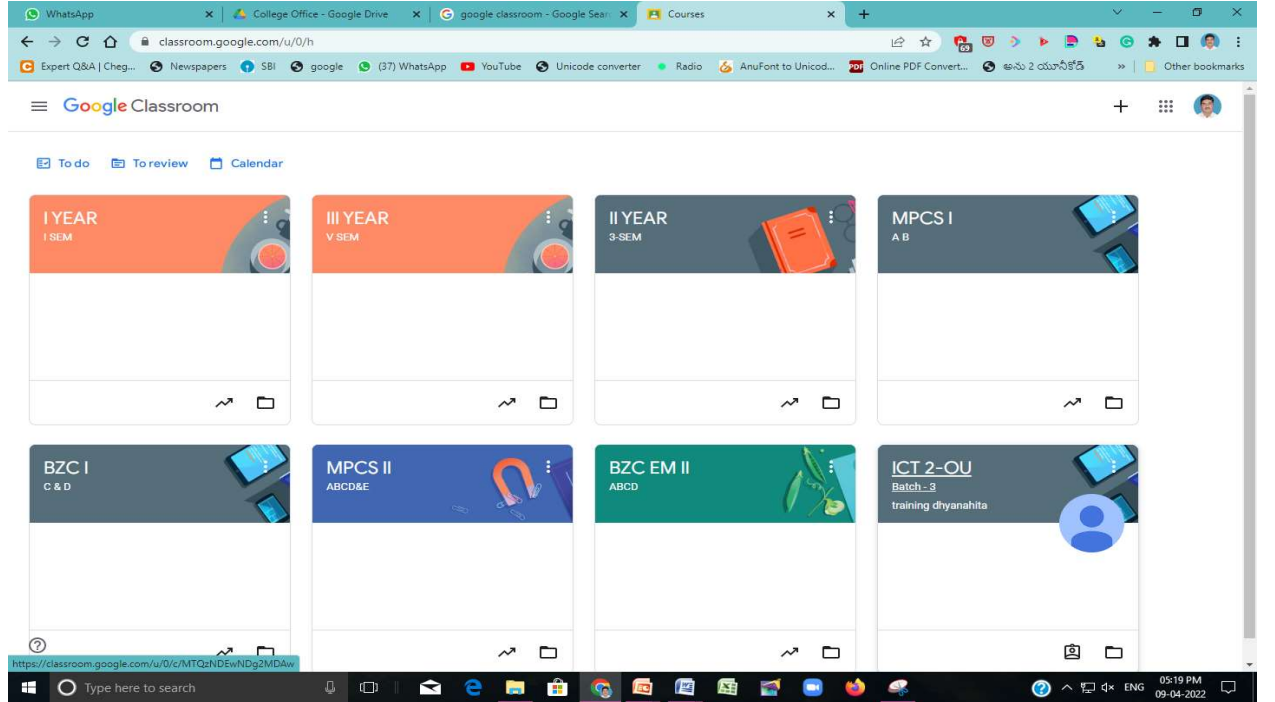 WhatsApp
College Office - Google Drive
google classroom - Google Sear
Courses
classroom.google.com/u/0/h
69
Expert Q&A | Cheg...
Newspapers
SBI
google
(37) WhatsApp
YouTube
Unicode converter
Radio
AnuFont to Unicod...
PDF
Online PDF Convert...
అను 2 యూనీకోడ్
»
Other bookmarks
Google Classroom
To do
To review
Calendar
I YEAR
I SEM
III YEAR
V SEM
II YEAR
3-SEM
MPCS I
A B
BZC I
C & D
MPCS II
ABCD&E
BZC EM II
ABCD
ICT 2-OU
Batch - 3
training dhyanahita
https://classroom.google.com/u/0/c/MTQzNDEwNDg2MDAw
Type here to search
ENG
05:19 PM
09-04-2022